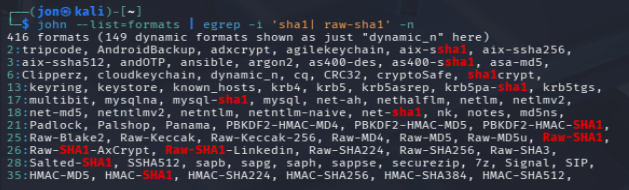 (jon㉿kali)-[~]
$ john --list=formats | egrep -i 'sha1| raw-sha1' -n
416 formats (149 dynamic formats shown as just "dynamic_n" here)
2:tripcode, AndroidBackup, adxcrypt, agilekeychain, aix-ssha1, aix-ssha256,
3:aix-ssha512, andOTP, ansible, argon2, as400-des, as400-ssha1, asa-md5,
6:Clipperz, cloudkeychain, dynamic_n, cq, CRC32, cryptoSafe, sha1crypt,
13:keyring, keystore, known_hosts, krb4, krb5, krb5asrep, krb5pa-sha1, krb5tgs,
17:multibit, mysqlna, mysql-sha1, mysql, net-ah, nethalflm, netlm, netlmv2,
18:net-md5, netntlmv2, netntlm, netntlm-naive, net-sha1, nk, notes, md5ns,
21:Padlock, Palshop, Panama, PBKDF2-HMAC-MD4, PBKDF2-HMAC-MD5, PBKDF2-HMAC-SHA1,
25:Raw-Blake2, Raw-Keccak, Raw-Keccak-256, Raw-MD4, Raw-MD5, Raw-MD5u, Raw-SHA1,
26:Raw-SHA1-AxCrypt, Raw-SHA1-Linkedin, Raw-SHA224, Raw-SHA256, Raw-SHA3,
28:Salted-SHA1, SSHA512, sapb, sapg, saph, sappse, securezip, 7z, Signal, SIP,
35:HMAC-MD5, HMAC-SHA1, HMAC-SHA224, HMAC-SHA256, HMAC-SHA384, HMAC-SHA512,